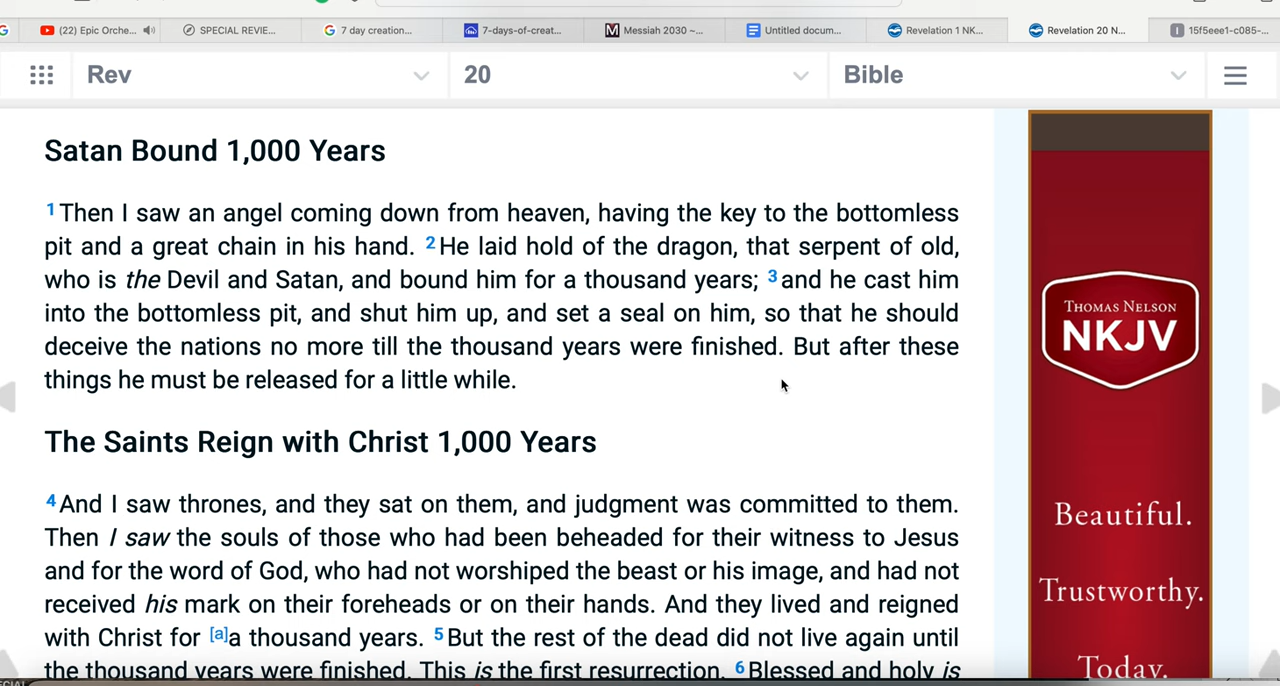 (22) Epic Orche...
SPECIAL REVIE...
7 day creation...
7-days-of-creat...
Messiah 2030 ~...
Untitled docum...
Revelation 1 NK...
Revelation 20 N...
15f5eee1-c085-...
Rev
20
Bible
Satan Bound 1,000 Years
1 Then I saw an angel coming down from heaven, having the key to the bottomless
pit and a great chain in his hand. 2 He laid hold of the dragon, that serpent of old,
who is the Devil and Satan, and bound him for a thousand years; 3 and he cast him
into the bottomless pit, and shut him up, and set a seal on him, so that he should
deceive the nations no more till the thousand years were finished. But after these
things he must be released for a little while.
The Saints Reign with Christ 1,000 Years
4 And I saw thrones, and they sat on them, and judgment was committed to them.
Then I saw the souls of those who had been beheaded for their witness to Jesus
and for the word of God, who had not worshiped the beast or his image, and had not
received his mark on their foreheads or on their hands. And they lived and reigned
with Christ for [a]a thousand years. 5 But the rest of the dead did not live again until
the thousand years were finished. This is the first resurrection. 6 Blessed and holy is
THOMAS NELSON
NKJV
Beautiful.
Trustworthy.
Today.